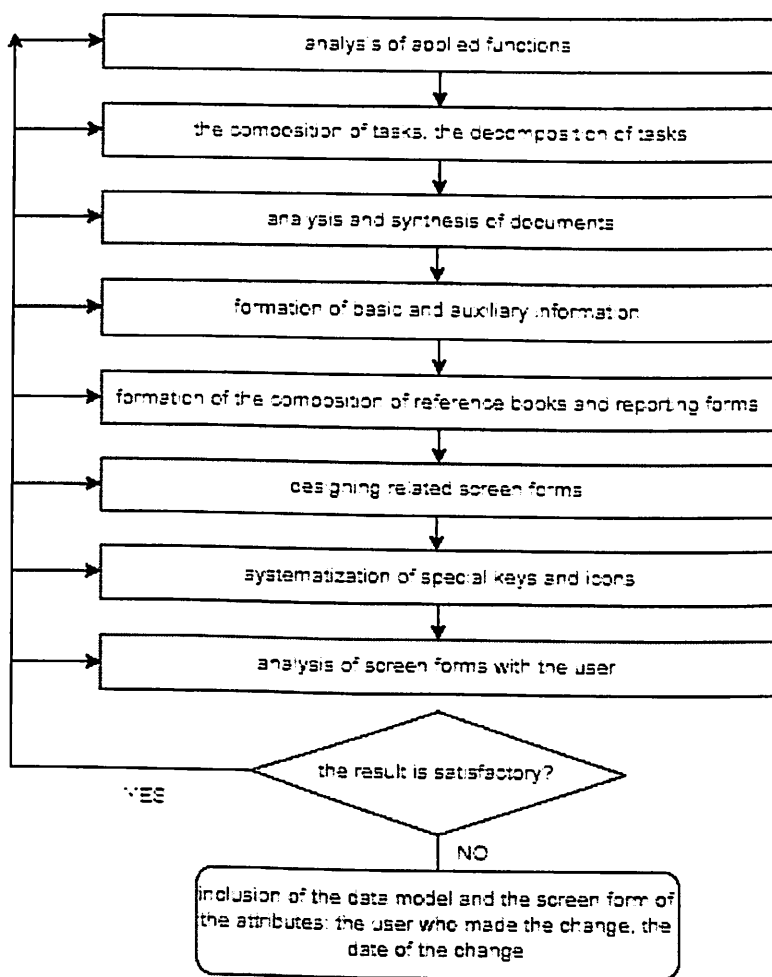 analysis of applied functions
the composition of tasks, the decomposition of tasks
analysis and synthesis of documents
formation of basic and auxiliary information
formation of the composition of reference books and reporting forms
designing related screen forms
systematization of special keys and icons
analysis of screen forms with the user
the result is satisfactory?
YES
NO
inclusion of the data model and the screen form of
the attributes: the user who made the change, the
date of the change